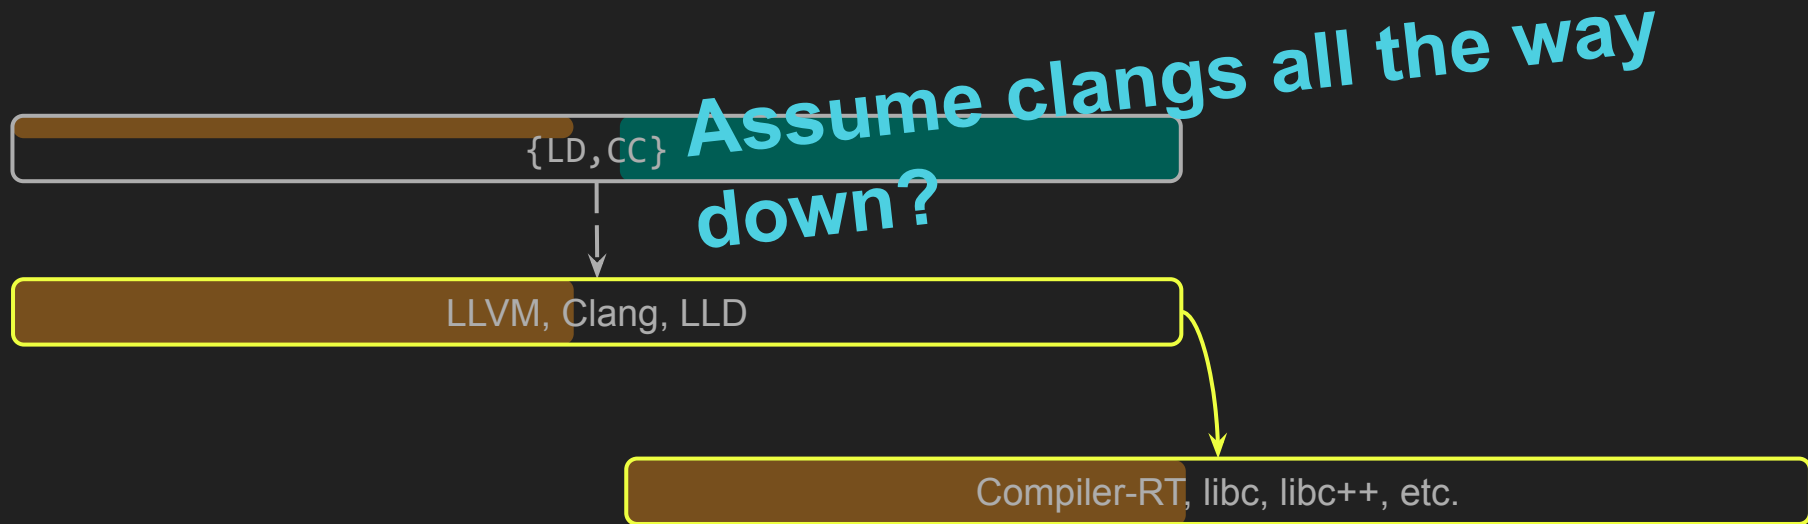 Assume clangs all the way
down?
{LD,CC}
LLVM, Clang, LLD
Compiler-RT, libc, libc++, etc.